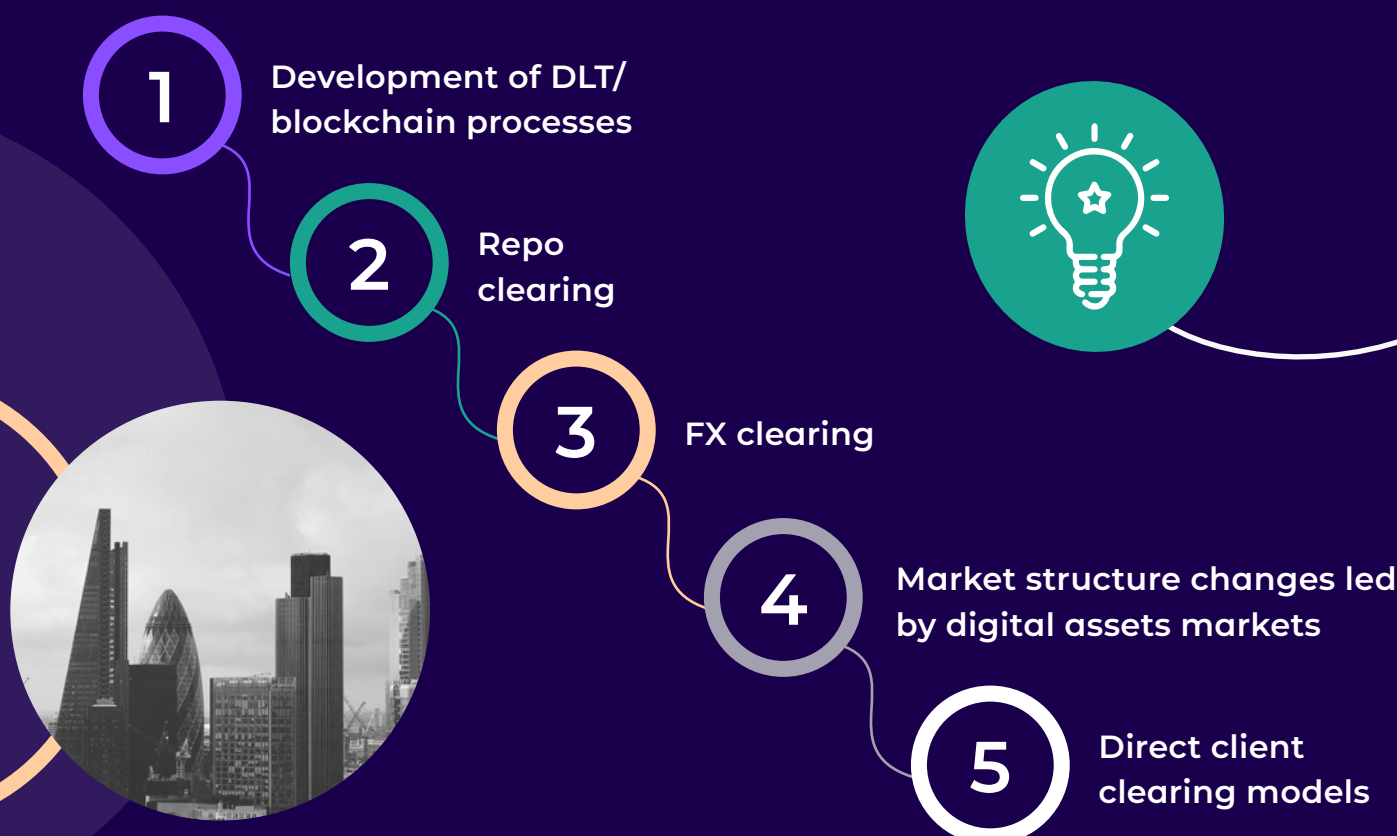 1
Development of DLT/
blockchain processes
2
Repo
clearing
3
FX clearing
4
Market structure changes led
by digital assets markets
5
Direct client
clearing models